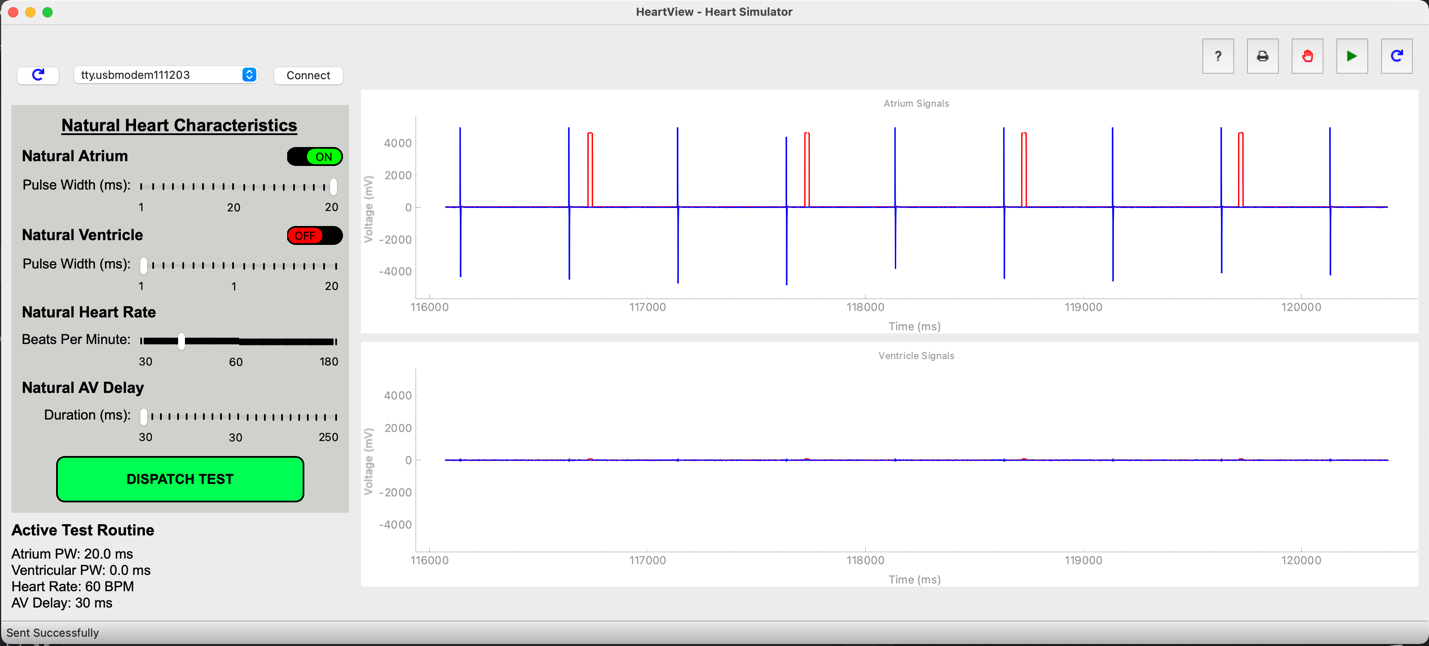 HeartView - Heart Simulator
?
tty.usbmodem111203
Connect
Natural Heart Characteristics
Natural Atrium
ON
Pulse Width (ms):
1 20 20
Natural Ventricle
OFF
Pulse Width (ms):
1 1 20
Natural Heart Rate
Beats Per Minute:
30 60 180
Natural AV Delay
Duration (ms):
30 30 250
DISPATCH TEST
Active Test Routine
Atrium PW: 20.0 ms
Ventricular PW: 0.0 ms
Heart Rate: 60 BPM
AV Delay: 30 ms
Atrium Signals
Voltage (mV)
4000
2000
0
-2000
-4000
116000 117000 118000 119000 120000
Time (ms)
Ventricle Signals
Voltage (mV)
4000
2000
0
-2000
-4000
116000 117000 118000 119000 120000
Time (ms)
Sent Successfully